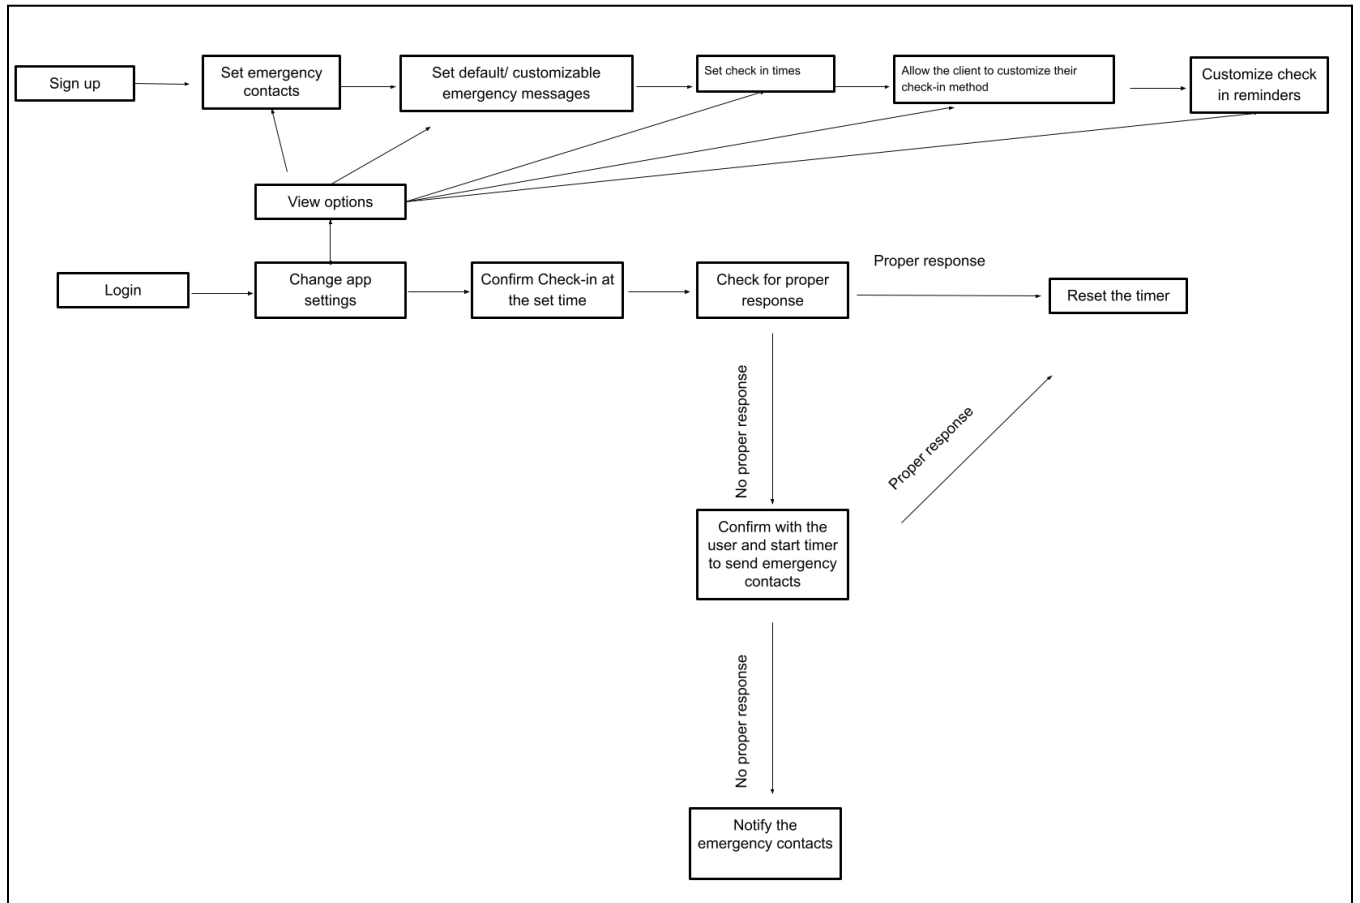 Sign up
Set emergency
contacts
Set default/ customizable
emergency messages
Set check in times
Allow the client to customize their
check-in method
Customize check
in reminders
View options
Login
Change app
settings
Confirm Check-in at
the set time
Check for proper
response
Proper response
Reset the timer
No proper response
Proper response
Confirm with the
user and start timer
to send emergency
contacts
No proper response
Notify the
emergency contacts